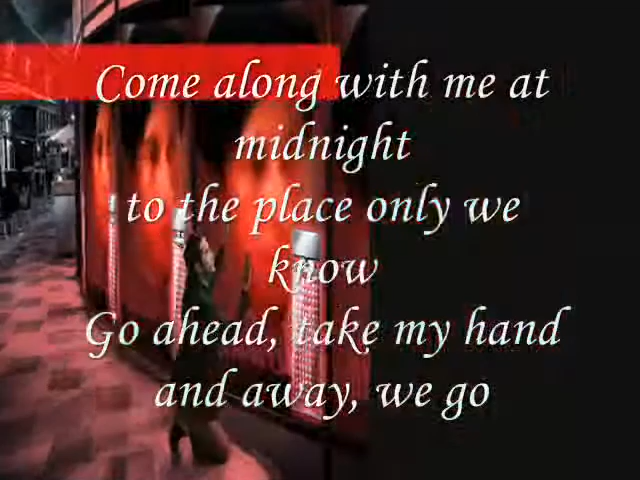 Come along with me at
midnight
to the place only we
know
Go ahead, take my hand
and away, we go